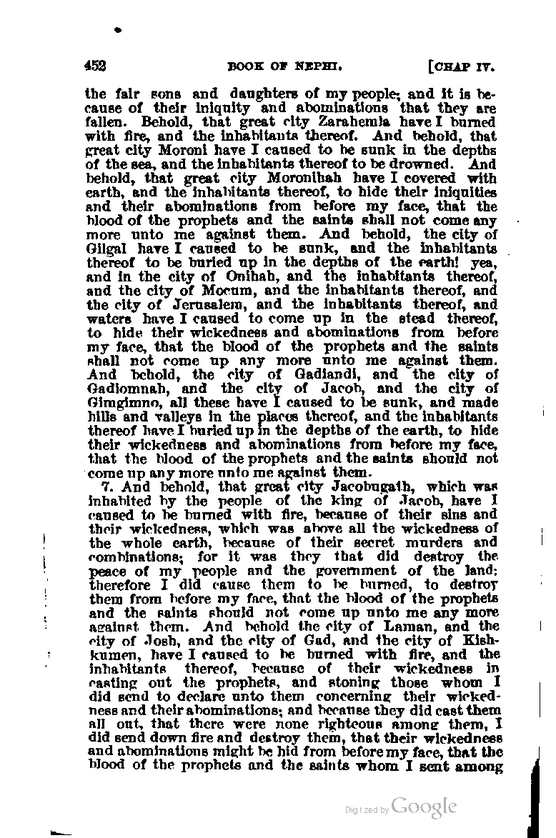 452 BOOK OF NEPHI. [CHAP IV.
the fair sons and daughters of my people; and it is be-
cause of their iniquity and abominations that they are
fallen. Behold, that great city Zarahemla have I burned
with fire, and the inhabitants thereof. And behold, that
great city Moroni have I caused to be sunk in the depths
of the sea, and the inhabitants thereof to be drowned. And
behold, that great city Moronihah have I covered with
earth, and the inhabitants thereof, to hide their iniquities
and their abominations from before my face, that the
blood of the prophets and the saints shall not come any
more unto me against them. And behold, the city of
Gilgal have I caused to be sunk, and the inhabitants
thereof to be buried up in the depths of the earth! yea,
and in the city of Onihah, and the inhabitants thereof,
and the city of Mocum, and the inhabitants thereof, and
the city of Jerusalem, and the inhabitants thereof, and
waters have I caused to come up in the stead thereof,
to hide their wickedness and abominations from before
my face, that the blood of the prophets and the saints
shall not come up any more unto me against them.
And behold, the city of Gadiandi, and the city of
Gadiomnah, and the city of Jacob, and the city of
Gimgimno, all these have I caused to be sunk, and made
hills and valleys in the places thereof, and the inhabitants
thereof have I buried up in the depths of the earth, to hide
their wickedness and abominations from before my face,
that the blood of the prophets and the saints should not
come up any more unto me against them.
7. And behold, that great city Jacobugath, which was
inhabited by the people of the king of Jacob, have I
caused to be burned with fire, because of their sins and
their wickedness, which was above all the wickedness of
the whole earth, because of their secret murders and
combinations; for it was they that did destroy the
peace of my people and the government of the land:
therefore I did cause them to be burned, to destroy
them from before my face, that the blood of the prophets
and the saints should not come up unto me any more
against them. And behold the city of Laman, and the
city of Josh, and the city of Gad, and the city of Kish-
kumen, have I caused to be burned with fire, and the
inhabitants thereof, because of their wickedness in
casting out the prophets, and stoning those whom I
did send to declare unto them concerning their wicked-
ness and their abominations; and because they did cast them
all out, that there were none righteous among them, I
did send down fire and destroy them, that their wickedness
and abominations might be hid from before my face, that the
blood of the prophets and the saints whom I sent among
Digitized by Google